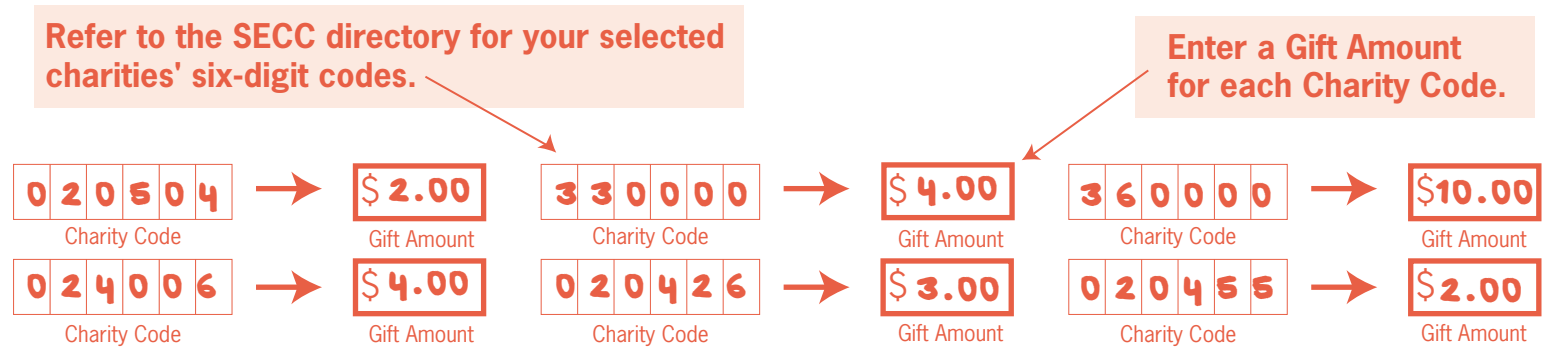 Refer to the SECC directory for your selected
charities' six-digit codes.
Enter a Gift Amount
for each Charity Code.
020504 $ 2.00 330000 $ 4.00 360000 $10.00
Charity Code Gift Amount Charity Code Gift Amount Charity Code Gift Amount
024006 $ 4.00 020426 $ 3.00 020455 $ 2.00
Charity Code Gift Amount Charity Code Gift Amount Charity Code Gift Amount